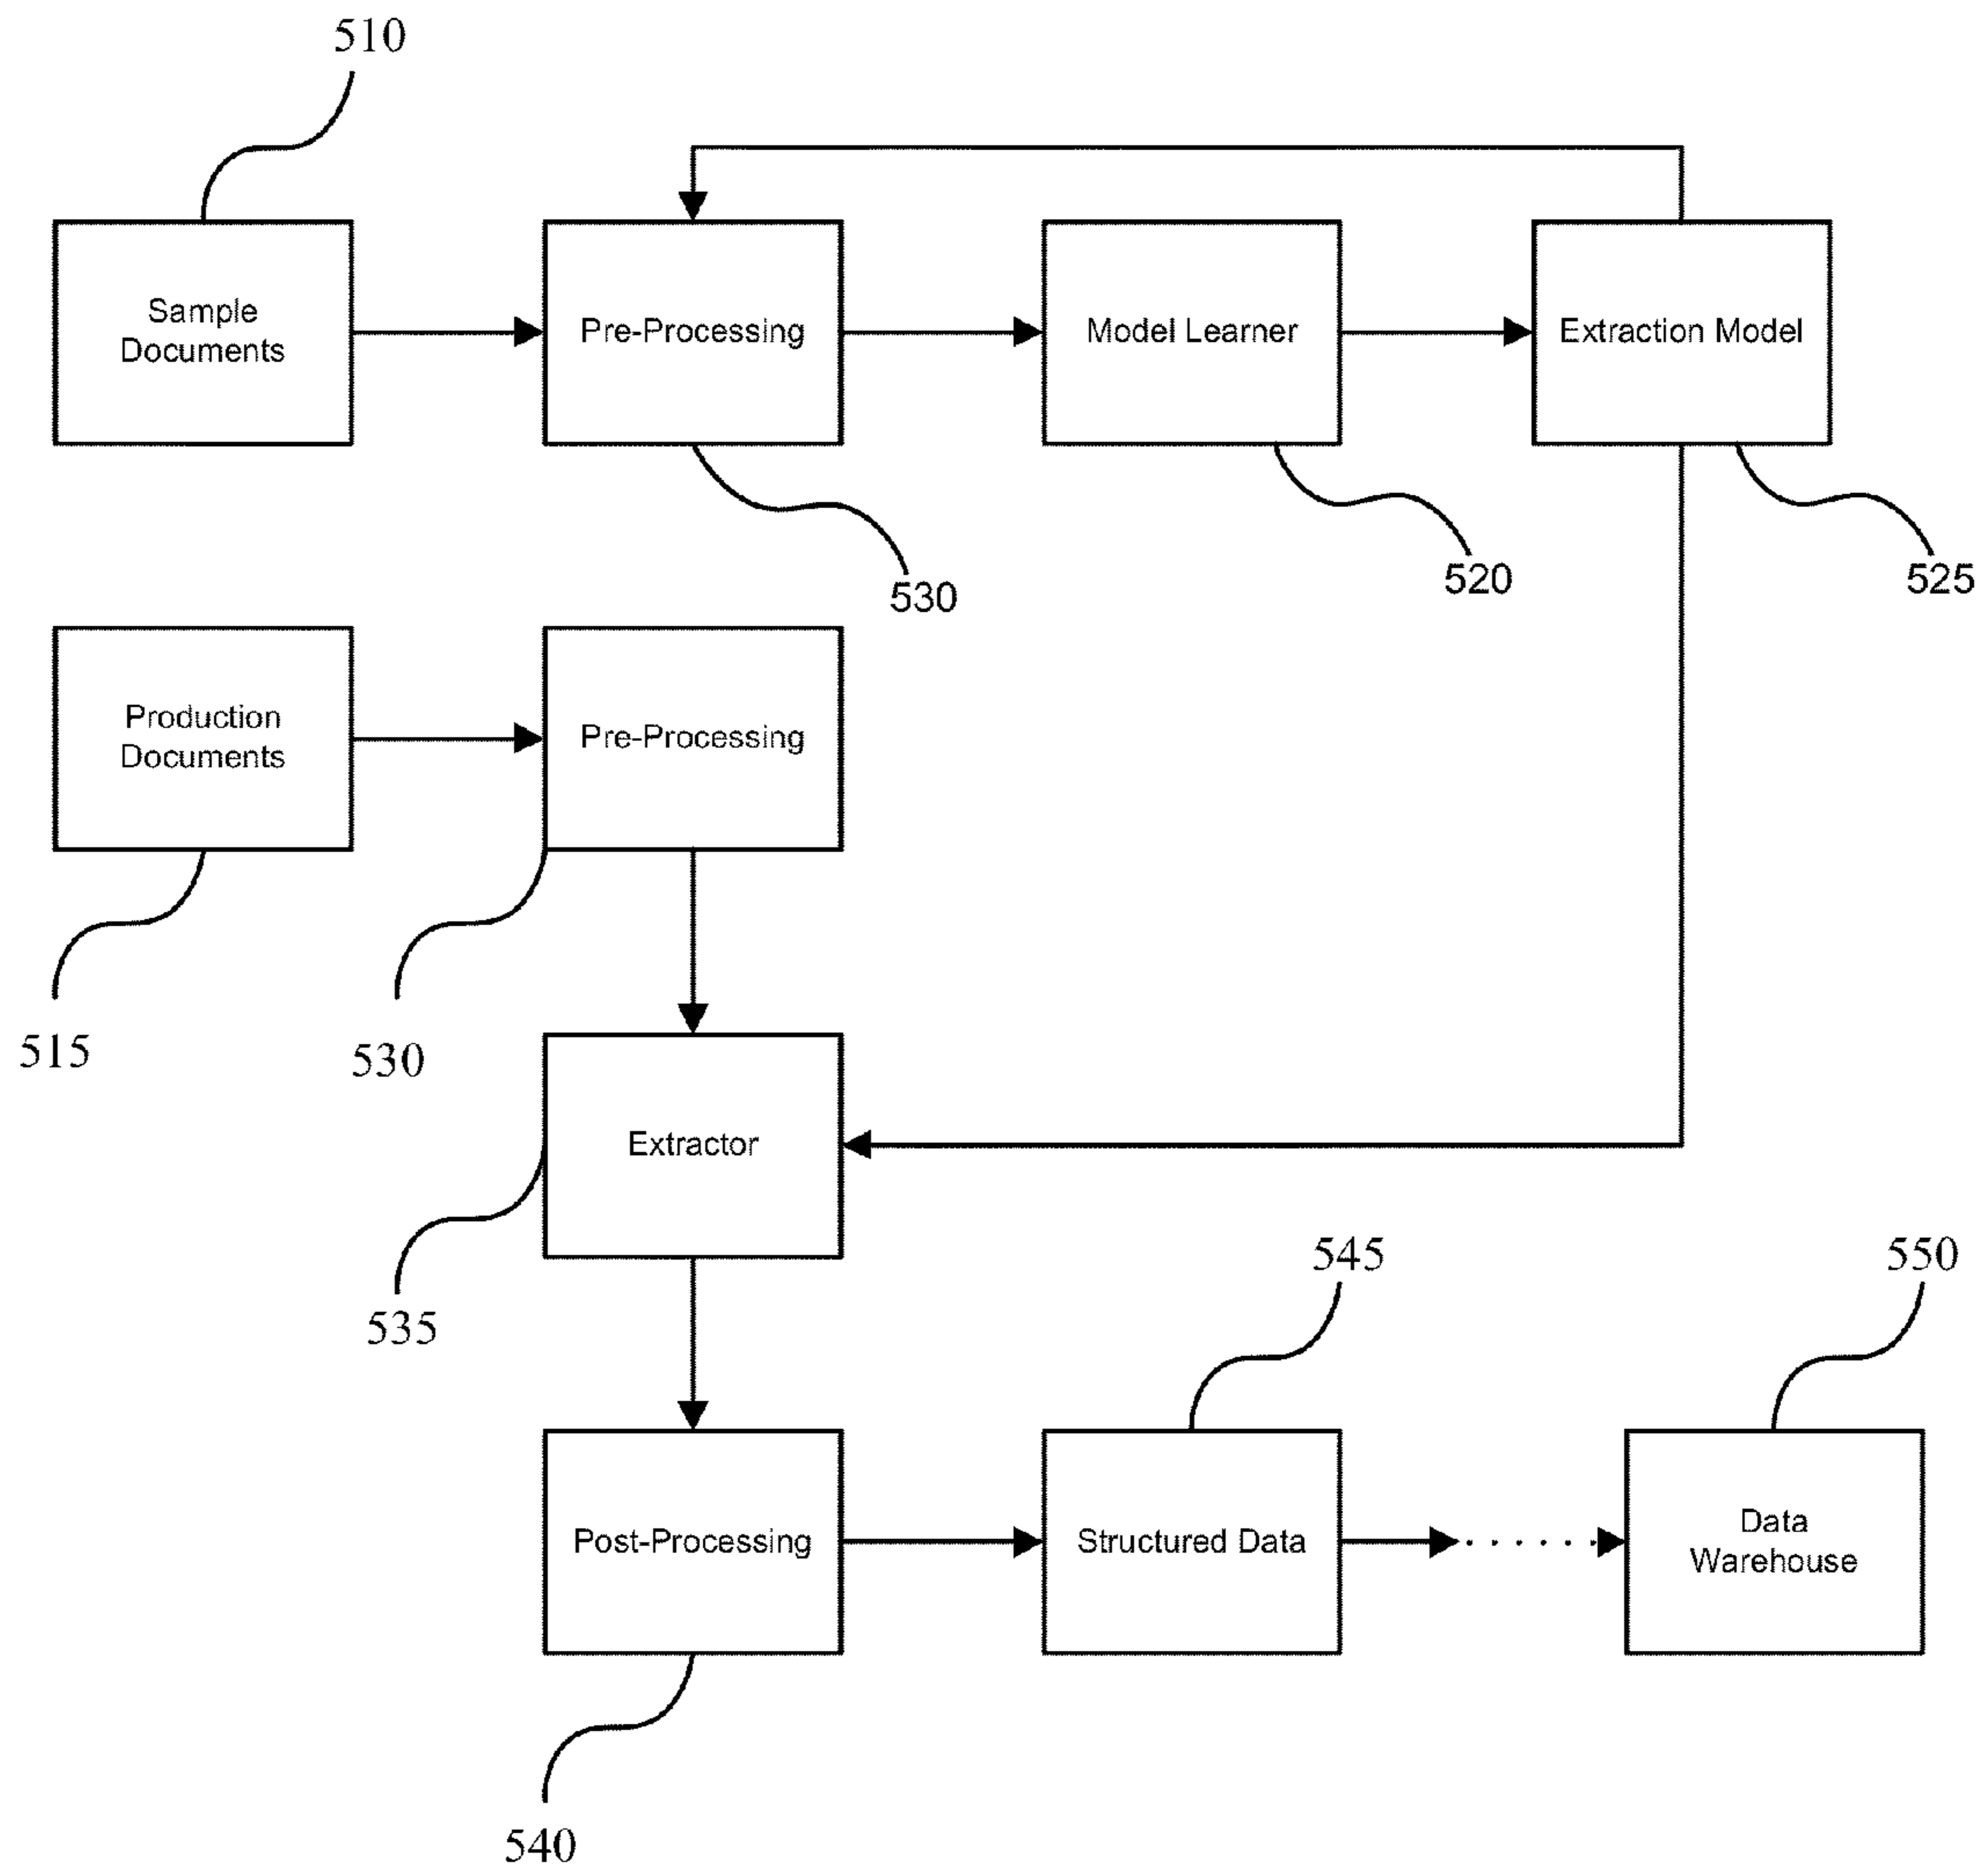 510
Sample
Documents
Pre-Processing
Model Learner
Extraction Model
530
520
525
Production
Documents
Pre-Processing
515
530
Extractor
535
545
550
Post-Processing
Structured Data
Data
Warehouse
540